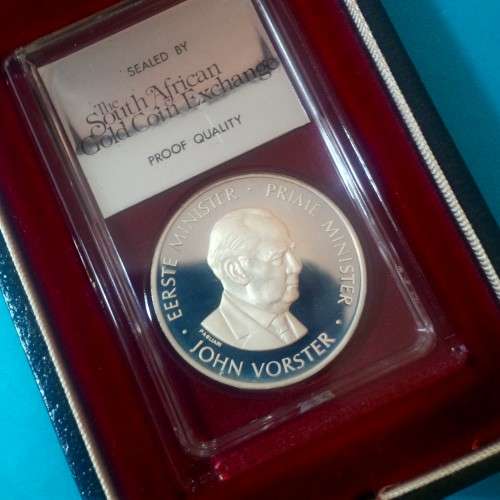 SEALED BY
The
South African
Gold Coin Exchange
PROOF QUALITY
EERSTE MINISTER · PRIME MINISTER ·
JOHN VORSTER ·